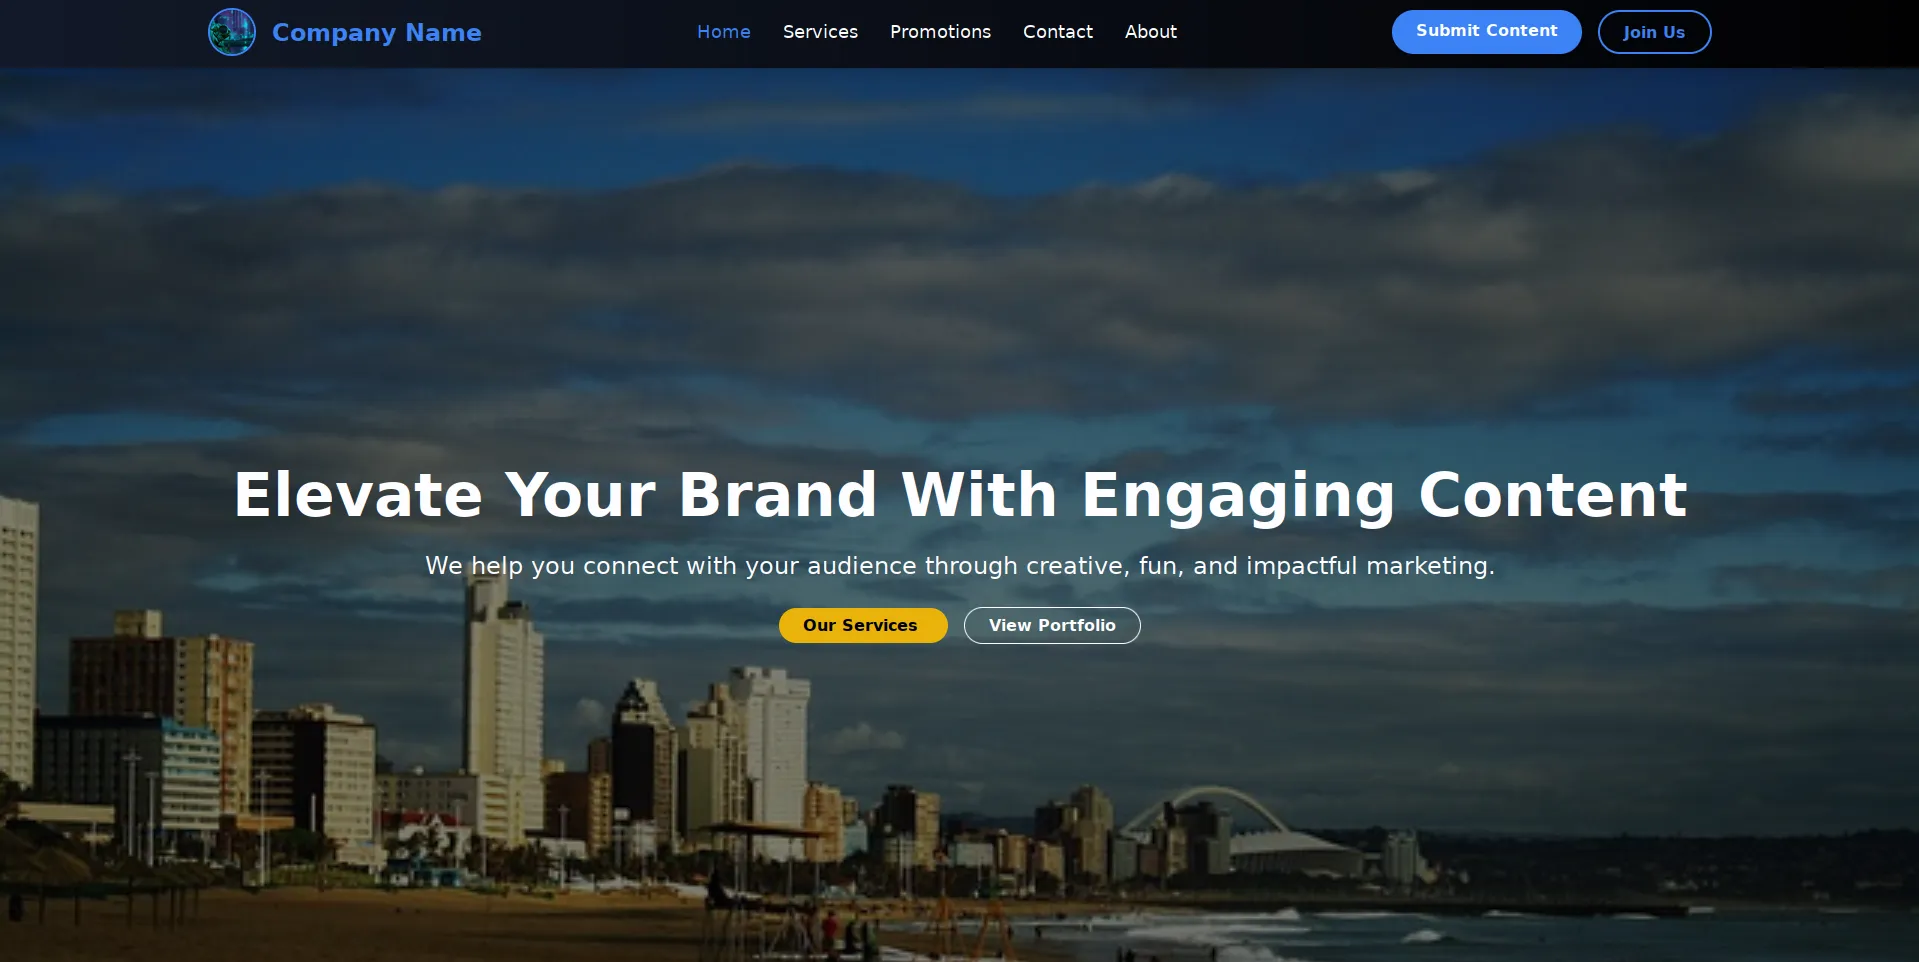 Company Name
Home Services Promotions Contact About
Submit Content
Join Us
Elevate Your Brand With Engaging Content
We help you connect with your audience through creative, fun, and impactful marketing.
Our Services
View Portfolio